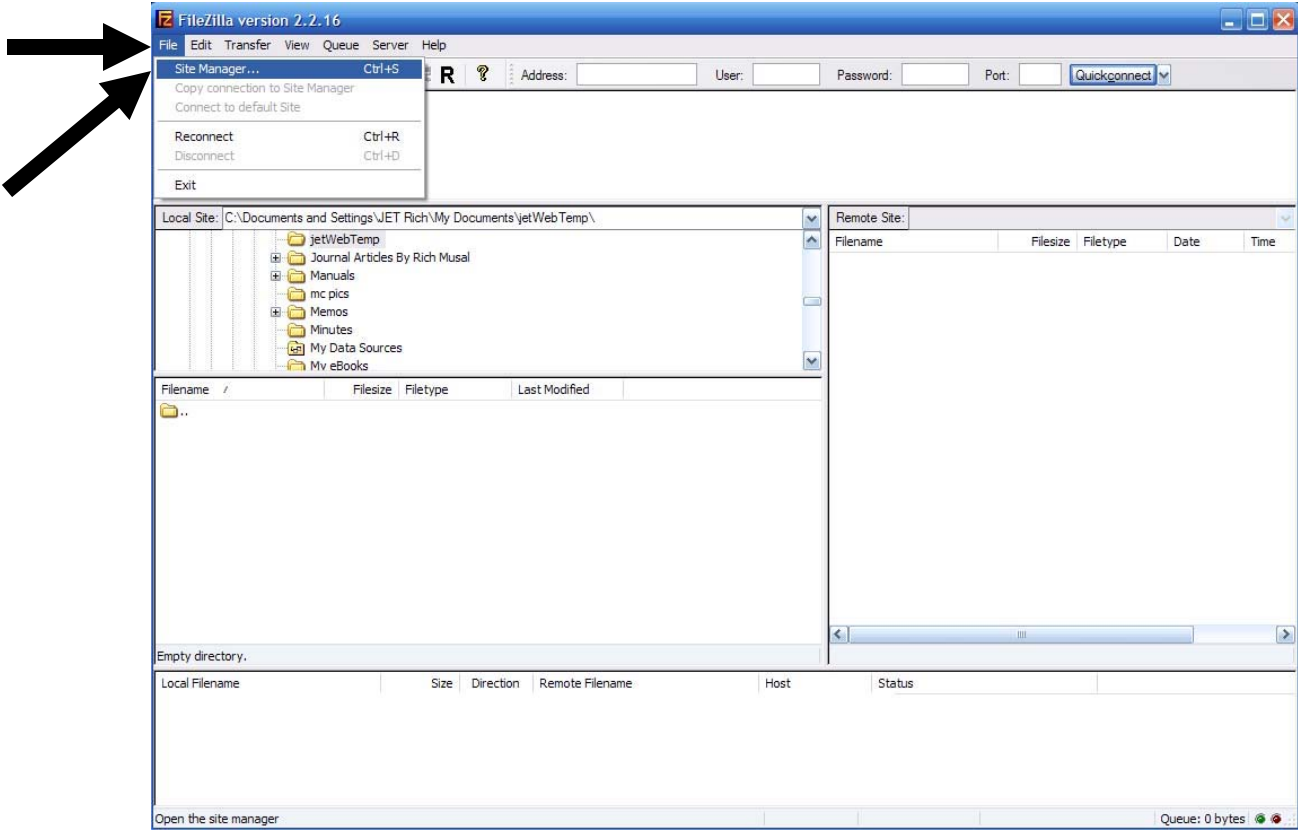 FileZilla version 2.2.16
File Edit Transfer View Queue Server Help
Site Manager... Ctrl+S
Copy connection to Site Manager
Connect to default Site
Reconnect Ctrl+R
Disconnect Ctrl+D
Exit
R ? Address: User: Password: Port: Quickconnect
Local Site: C:\Documents and Settings\JET Rich\My Documents\jetWebTemp\
jetWebTemp
Journal Articles By Rich Musal
Manuals
mc pics
Memos
Minutes
My Data Sources
My eBooks
Filename / Filesize Filetype Last Modified
..
Empty directory.
Remote Site:
Filename Filesize Filetype Date Time
Local Filename Size Direction Remote Filename Host Status
Open the site manager Queue: 0 bytes